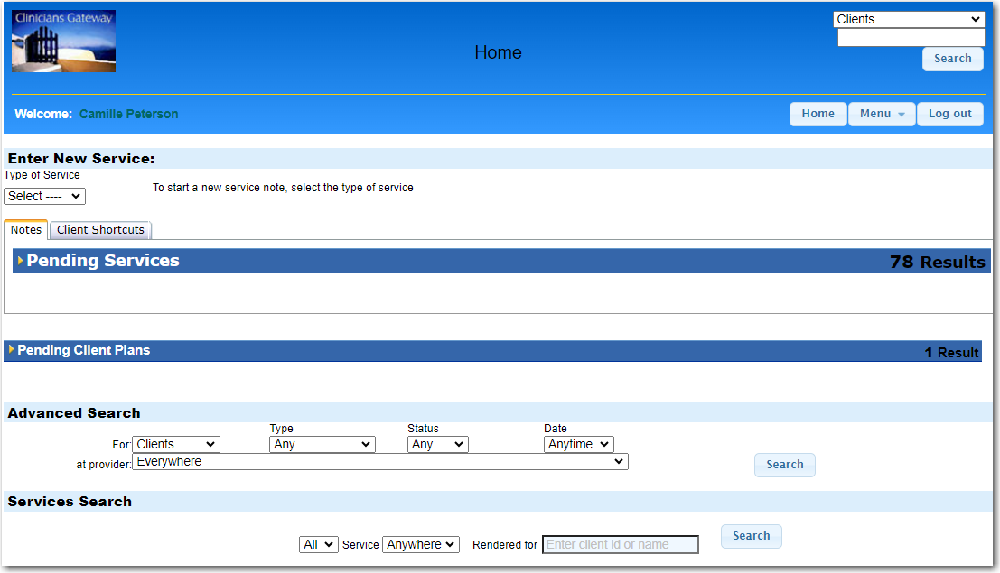 Clinicians Gateway
Clients
Home
Search
Welcome: Camille Peterson
Home Menu Log out
Enter New Service:
Type of Service
Select ----
To start a new service note, select the type of service
Notes Client Shortcuts
Pending Services 78 Results
Pending Client Plans 1 Result
Advanced Search
Type Status Date
For: Clients Any Any Anytime
at provider: Everywhere
Search
Services Search
All Service Anywhere Rendered for Enter client id or name Search